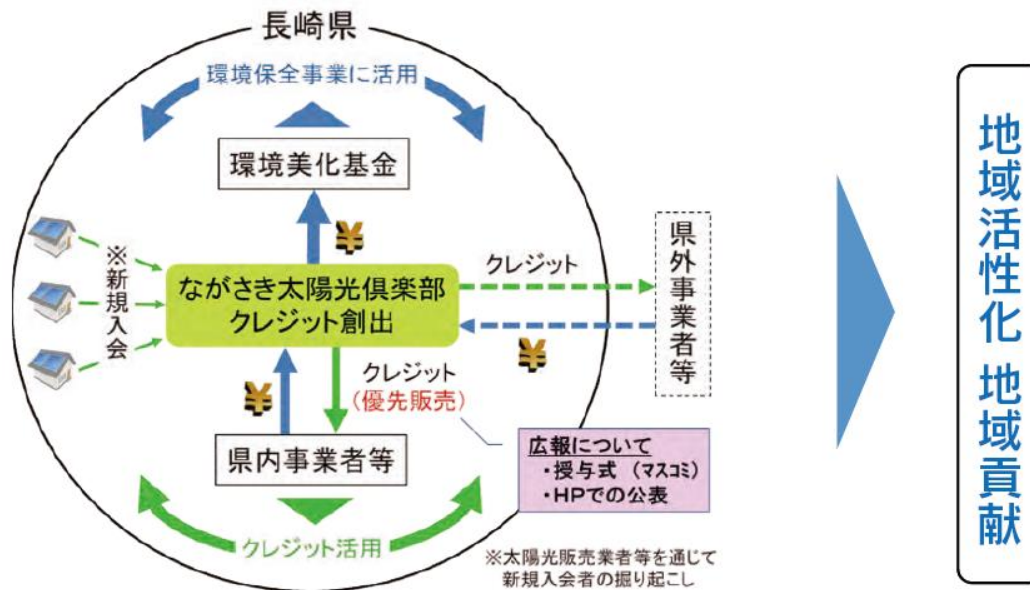 長崎県
環境保全事業に活用
環境美化基金
¥
※新規入会
ながさき太陽光倶楽部
クレジット創出
クレジット
県外事業者等
¥
¥
クレジット
(優先販売)
県内事業者等
広報について
・授与式 (マスコミ)
・HPでの公表
クレジット活用
※太陽光販売業者等を通じて
新規入会者の掘り起こし
地域活性化 地域貢献